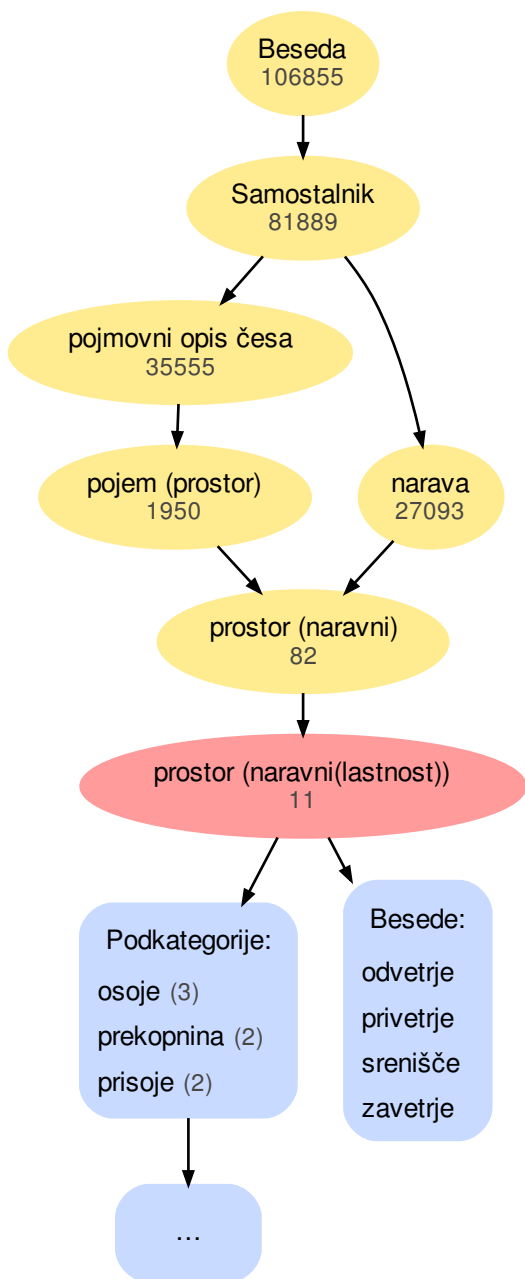 Beseda
106855
Samostalnik
81889
pojmovni opis česa
35555
pojem (prostor)
1950
narava
27093
prostor (naravni)
82
prostor (naravni(lastnost))
11
Podkategorije:
osoje (3)
prekopnina (2)
prisoje (2)
Besede:
odvetrje
privetrje
srenišče
zavetrje
...